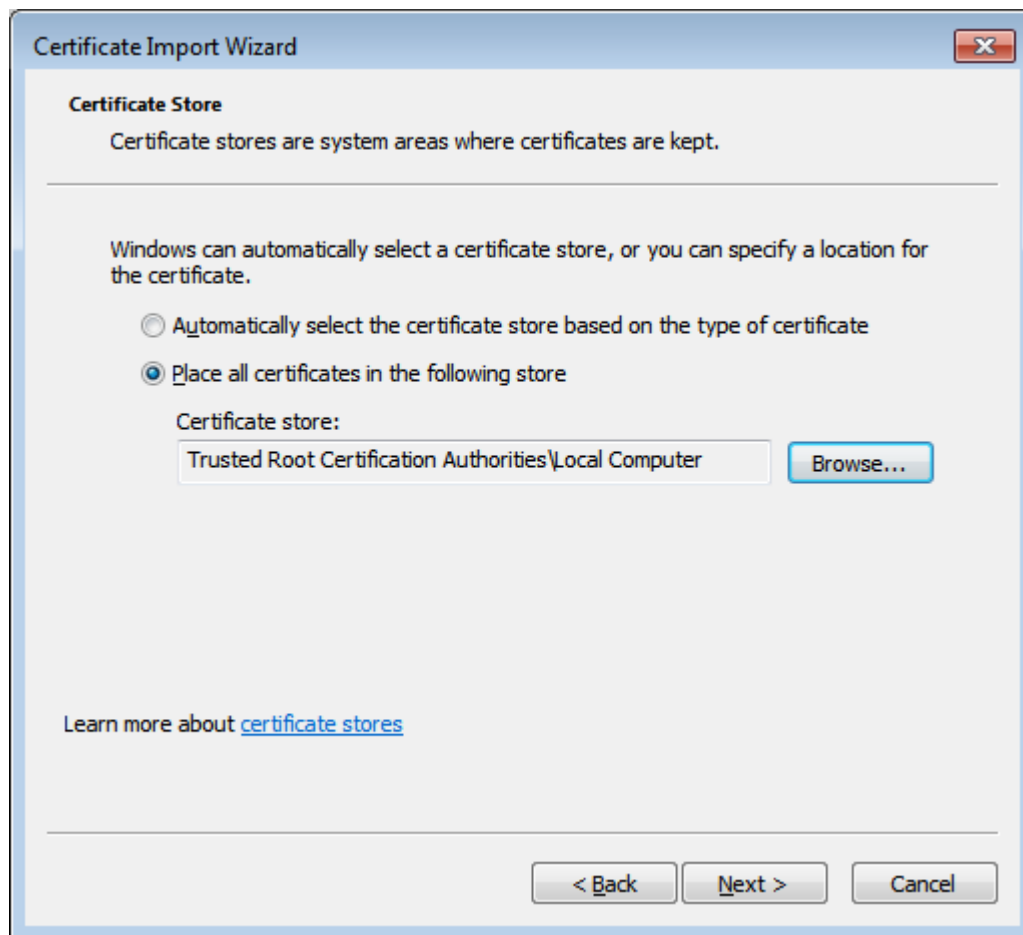 Certificate Import Wizard
Certificate Store
Certificate stores are system areas where certificates are kept.
Windows can automatically select a certificate store, or you can specify a location for
the certificate.
Automatically select the certificate store based on the type of certificate
Place all certificates in the following store
Certificate store:
Trusted Root Certification Authorities\Local Computer
Browse...
Learn more about certificate stores
< Back
Next >
Cancel